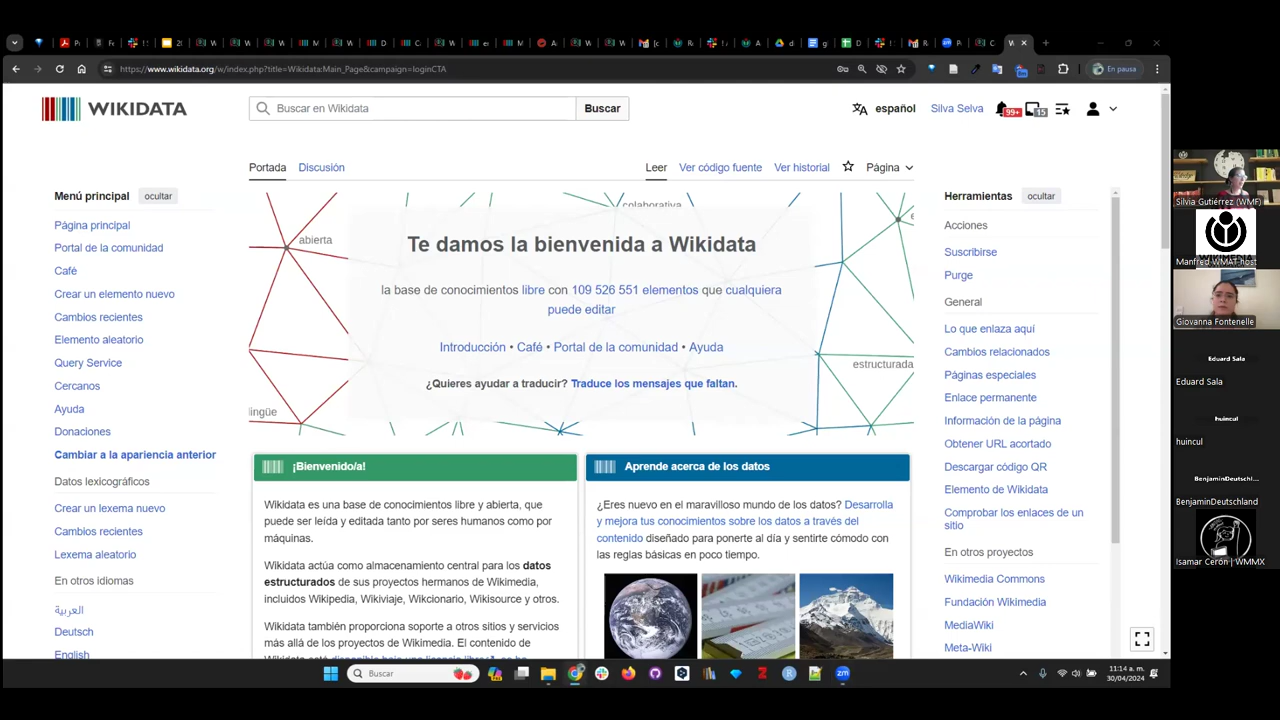 https://www.wikidata.org/w/index.php?title=Wikidata:Main_Page&campaign=loginCTA
En pausa
WIKIDATA
Buscar en Wikidata
Buscar
español
Silva Selva
99+
15
Portada
Discusión
Leer
Ver código fuente
Ver historial
Página
Menú principal
ocultar
Página principal
Portal de la comunidad
Café
Crear un elemento nuevo
Cambios recientes
Elemento aleatorio
Query Service
Cercanos
Ayuda
Donaciones
Cambiar a la apariencia anterior
Datos lexicográficos
Crear un lexema nuevo
Cambios recientes
Lexema aleatorio
En otros idiomas
العربية
Deutsch
English
colaborativa
abierta
estructurada
Te damos la bienvenida a Wikidata
la base de conocimientos libre con 109 526 551 elementos que cualquiera
puede editar
Introducción • Café • Portal de la comunidad • Ayuda
¿Quieres ayudar a traducir? Traduce los mensajes que faltan.
¡Bienvenido/a!
Wikidata es una base de conocimientos libre y abierta, que
puede ser leída y editada tanto por seres humanos como por
máquinas.
Wikidata actúa como almacenamiento central para los datos
estructurados de sus proyectos hermanos de Wikimedia,
incluidos Wikipedia, Wikiviaje, Wikcionario, Wikisource y otros.
Wikidata también proporciona soporte a otros sitios y servicios
más allá de los proyectos de Wikimedia. El contenido de
Aprende acerca de los datos
¿Eres nuevo en el maravilloso mundo de los datos? Desarrolla
y mejora tus conocimientos sobre los datos a través del
contenido diseñado para ponerte al día y sentirte cómodo con
las reglas básicas en poco tiempo.
Herramientas
ocultar
Acciones
Suscribirse
Purge
General
Lo que enlaza aquí
Cambios relacionados
Páginas especiales
Enlace permanente
Información de la página
Obtener URL acortado
Descargar código QR
Elemento de Wikidata
Comprobar los enlaces de un
sitio
En otros proyectos
Wikimedia Commons
Fundación Wikimedia
MediaWiki
Meta-Wiki
Silvia Gutiérrez (WMF)
WIKIMEDIA
Manfred WMAT host
Giovanna Fontenelle
Eduard Sala
Eduard Sala
huincul
huincul
BenjaminDeutschl...
BenjaminDeutschland
Isamar Cerón | WMMX
Buscar
zm
11:14 a. m.
30/04/2024